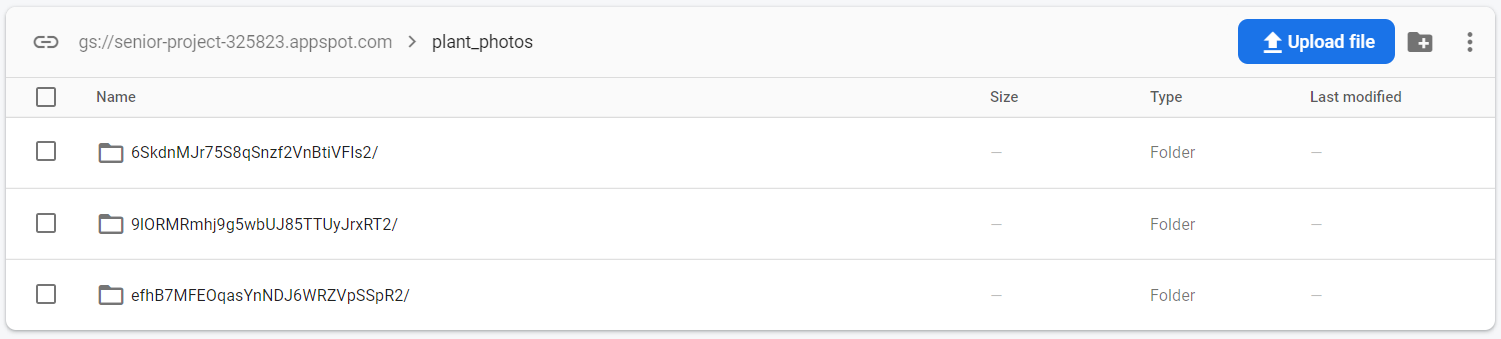 gs://senior-project-325823.appspot.com > plant_photos Upload file
Name Size Type Last modified
6SkdnMJr75S8qSnzf2VnBtiVFIs2/ — Folder —
9lORMRmhj9g5wbUJ85TTUyJrxRT2/ — Folder —
efhB7MFEOqasYnNDJ6WRZVpSSpR2/ — Folder —